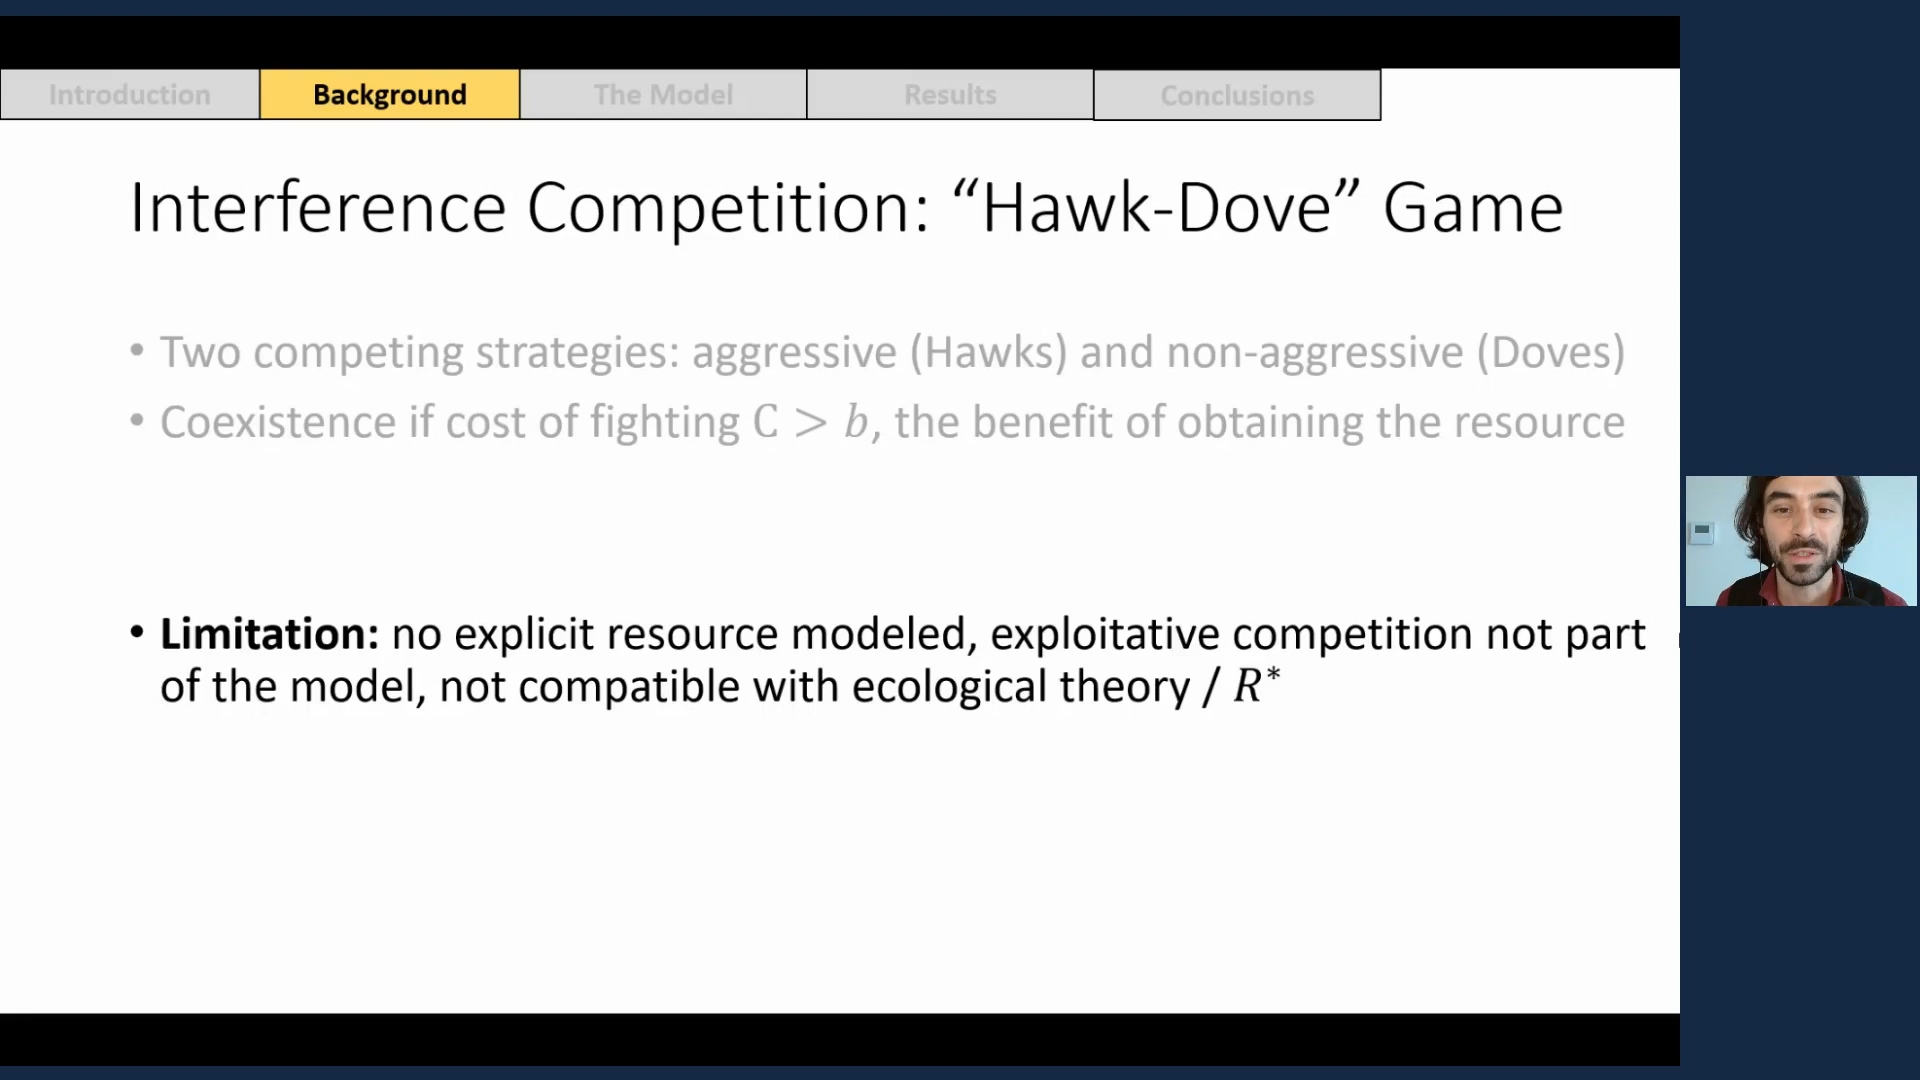 Introduction
Background
The Model
Results
Conclusions
Interference Competition: “Hawk-Dove” Game
• Two competing strategies: aggressive (Hawks) and non-aggressive (Doves)
• Coexistence if cost of fighting C > b, the benefit of obtaining the resource
• Limitation: no explicit resource modeled, exploitative competition not part
of the model, not compatible with ecological theory / R*